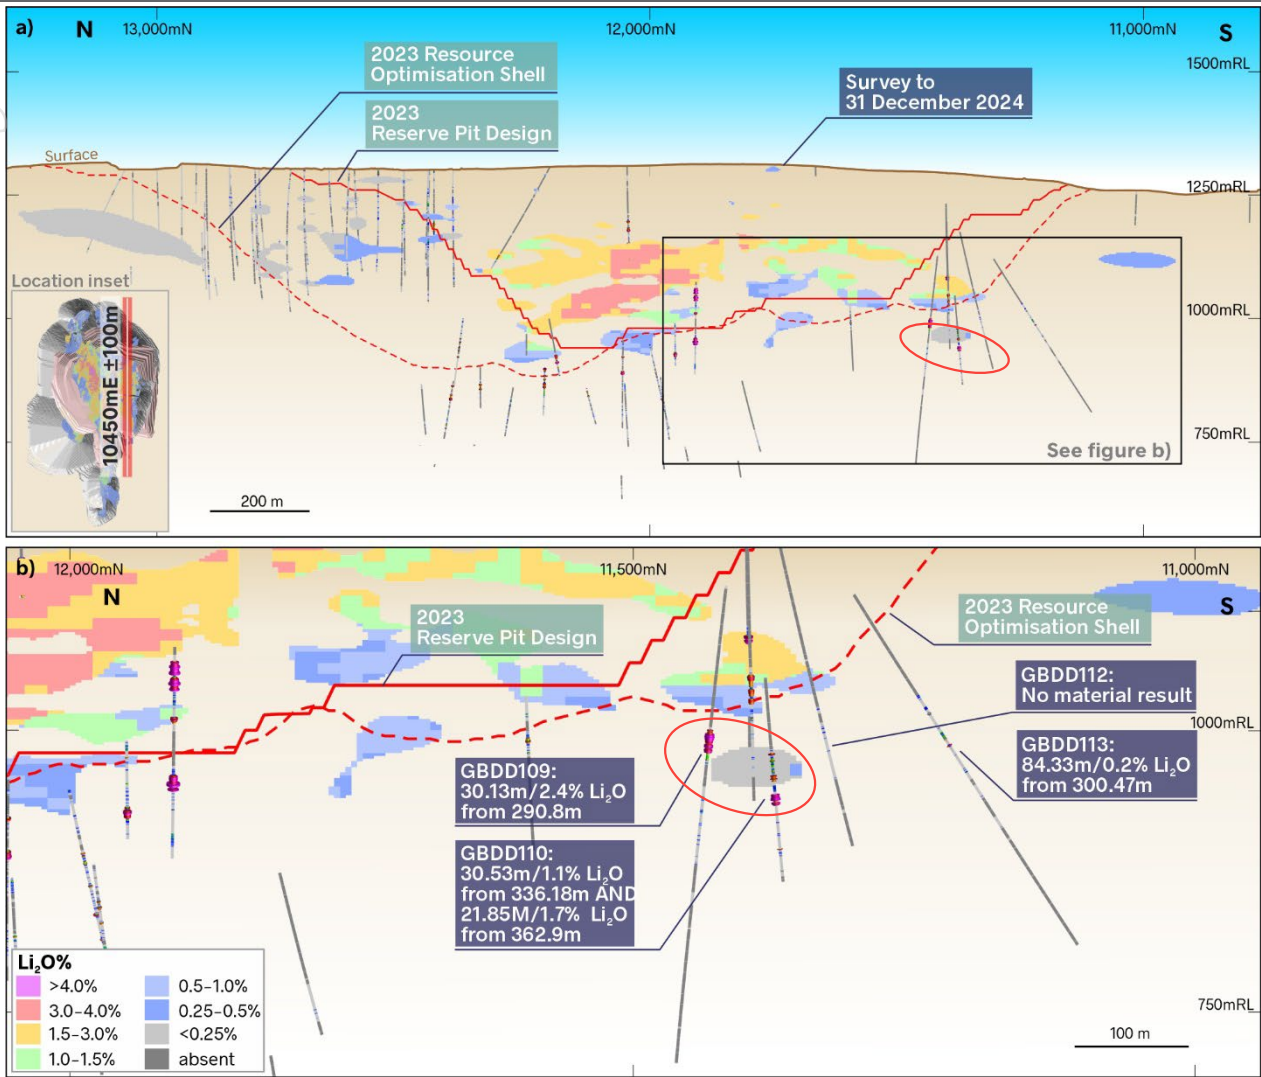 a)
N
13,000mN
12,000mN
11,000mN
S
1500mRL
2023 Resource
Optimisation Shell
2023
Reserve Pit Design
Survey to
31 December 2024
Surface
1250mRL
Location inset
10450mE ±100m
1000mRL
750mRL
See figure b)
200 m
b)
12,000mN
N
11,500mN
11,000mN
S
2023
Reserve Pit Design
2023 Resource
Optimisation Shell
GBDD112:
No material result
1000mRL
GBDD113:
84.33m/0.2% Li₂O
from 300.47m
GBDD109:
30.13m/2.4% Li₂O
from 290.8m
GBDD110:
30.53m/1.1% Li₂O
from 336.18m AND
21.85M/1.7% Li₂O
from 362.9m
Li₂O%
>4.0%
3.0–4.0%
1.5–3.0%
1.0–1.5%
0.5–1.0%
0.25–0.5%
<0.25%
absent
750mRL
100 m